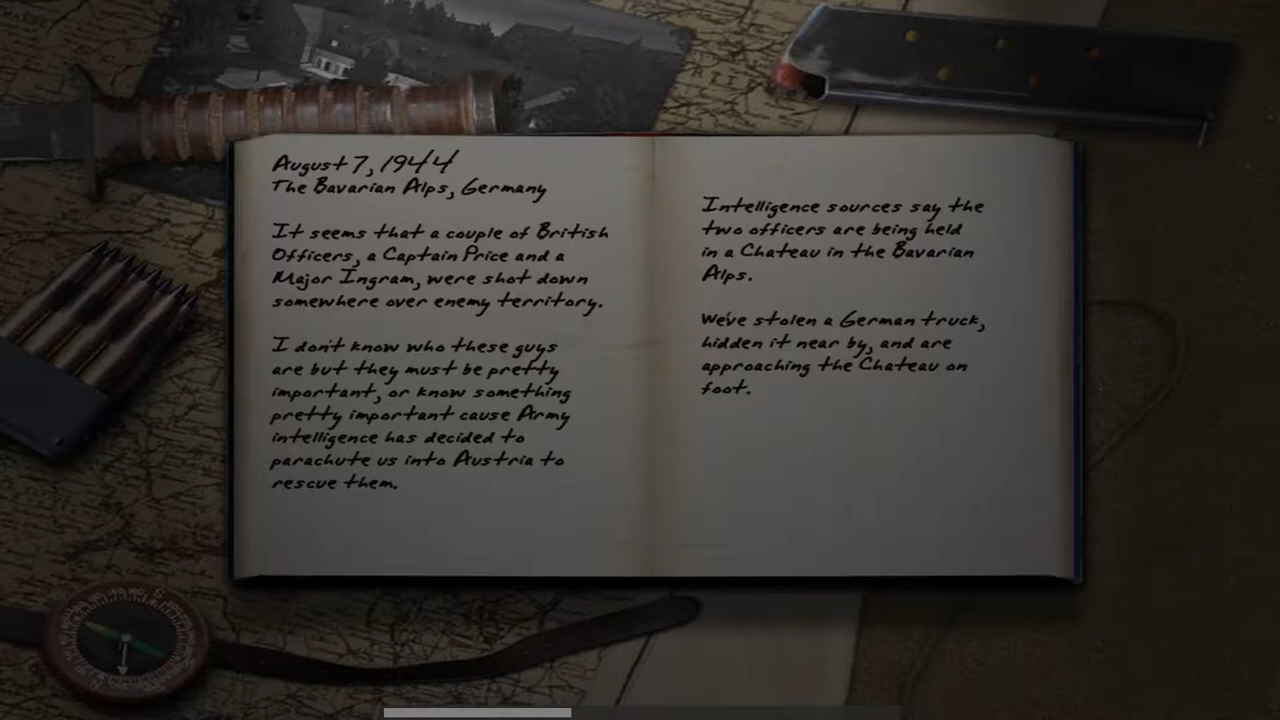 August 7, 1944
The Bavarian Alps, Germany
It seems that a couple of British
Officers, a Captain Price and a
Major Ingram, were shot down
somewhere over enemy territory.
I don't know who these guys
are but they must be pretty
important, or know something
pretty important cause Army
intelligence has decided to
parachute us into Austria to
rescue them.
Intelligence sources say the
two officers are being held
in a Chateau in the Bavarian
Alps.
We've stolen a German truck,
hidden it near by, and are
approaching the Chateau on
foot.